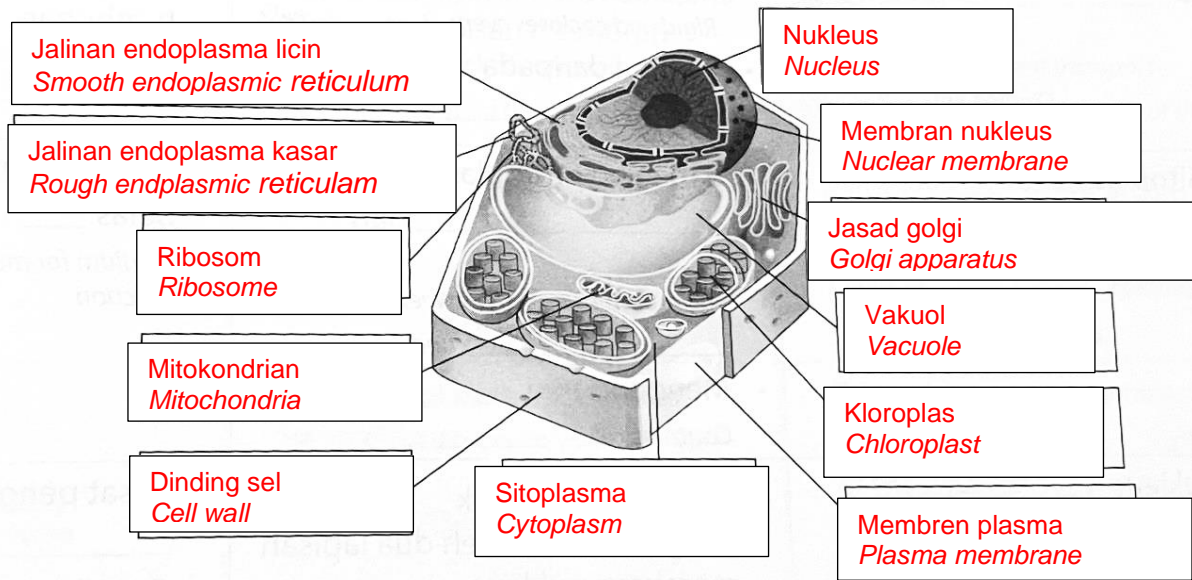 Jalinan endoplasma licin
Smooth endoplasmic reticulum
Jalinan endoplasma kasar
Rough endplasmic reticulam
Ribosom
Ribosome
Mitokondrian
Mitochondria
Dinding sel
Cell wall
Sitoplasma
Cytoplasm
Nukleus
Nucleus
Membran nukleus
Nuclear membrane
Jasad golgi
Golgi apparatus
Vakuol
Vacuole
Kloroplas
Chloroplast
Membren plasma
Plasma membrane